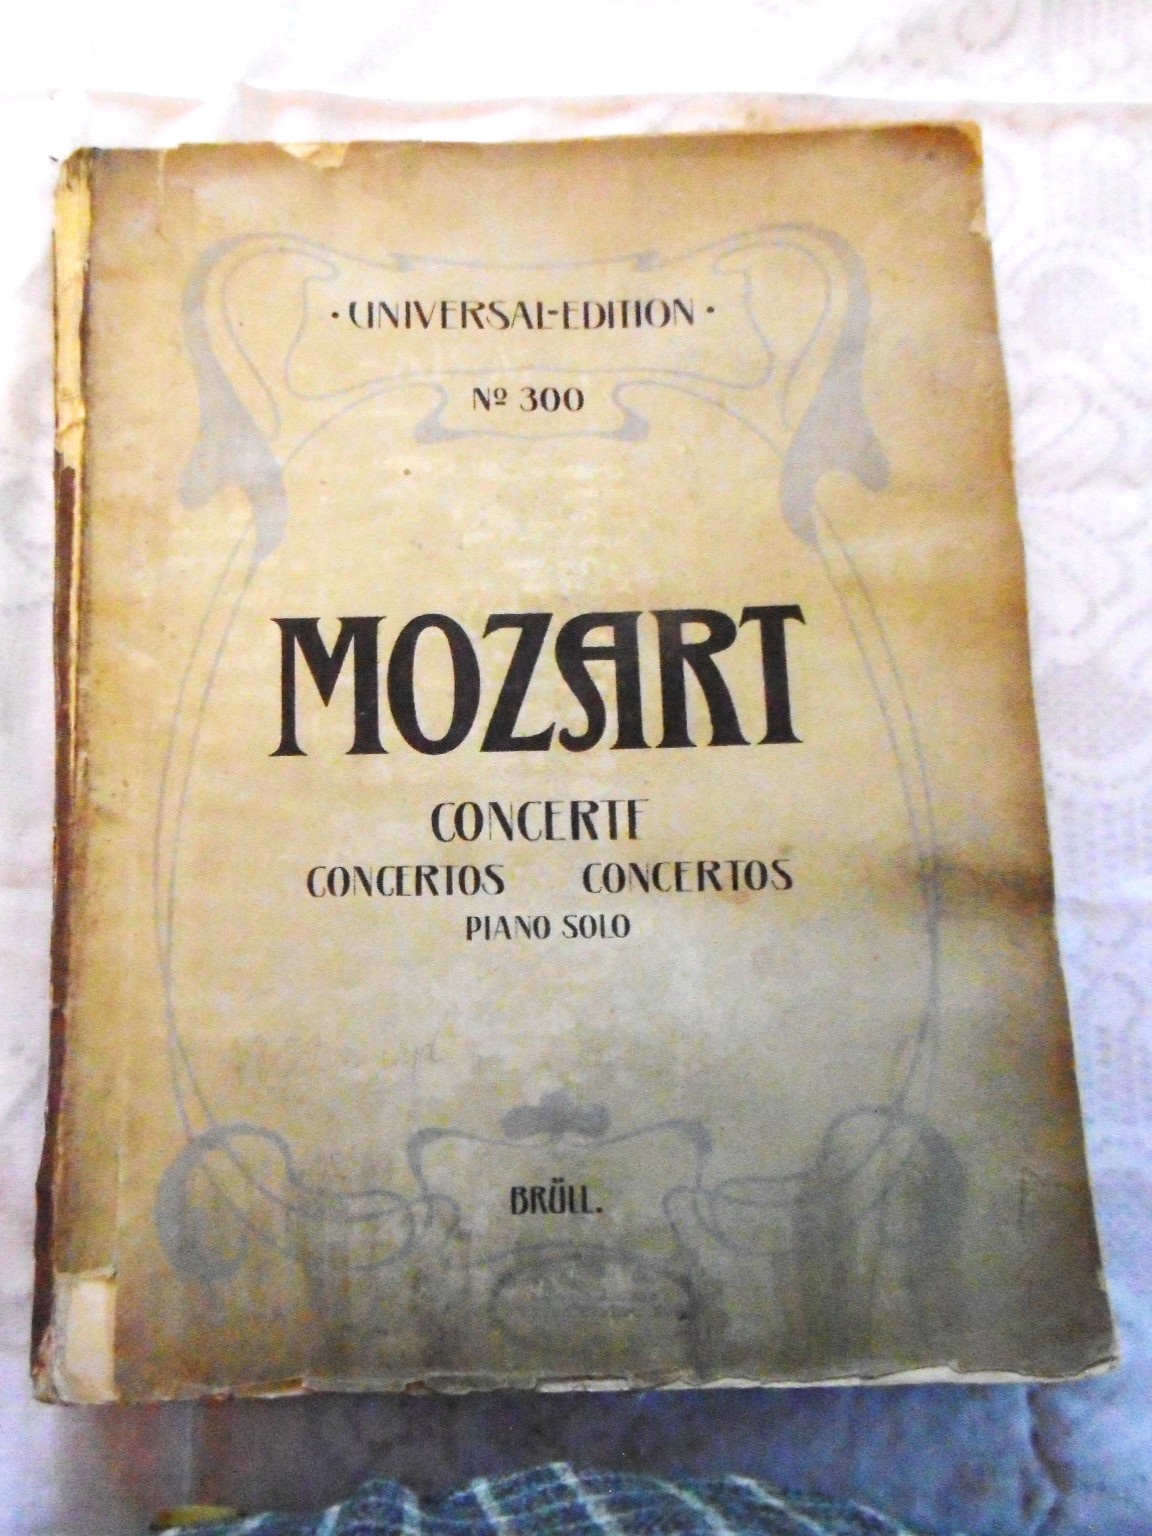 · UNIVERSAL-EDITION ·
Nº 300
MOZART
CONCERTE
CONCERTOS CONCERTOS
PIANO SOLO
BRÜLL.